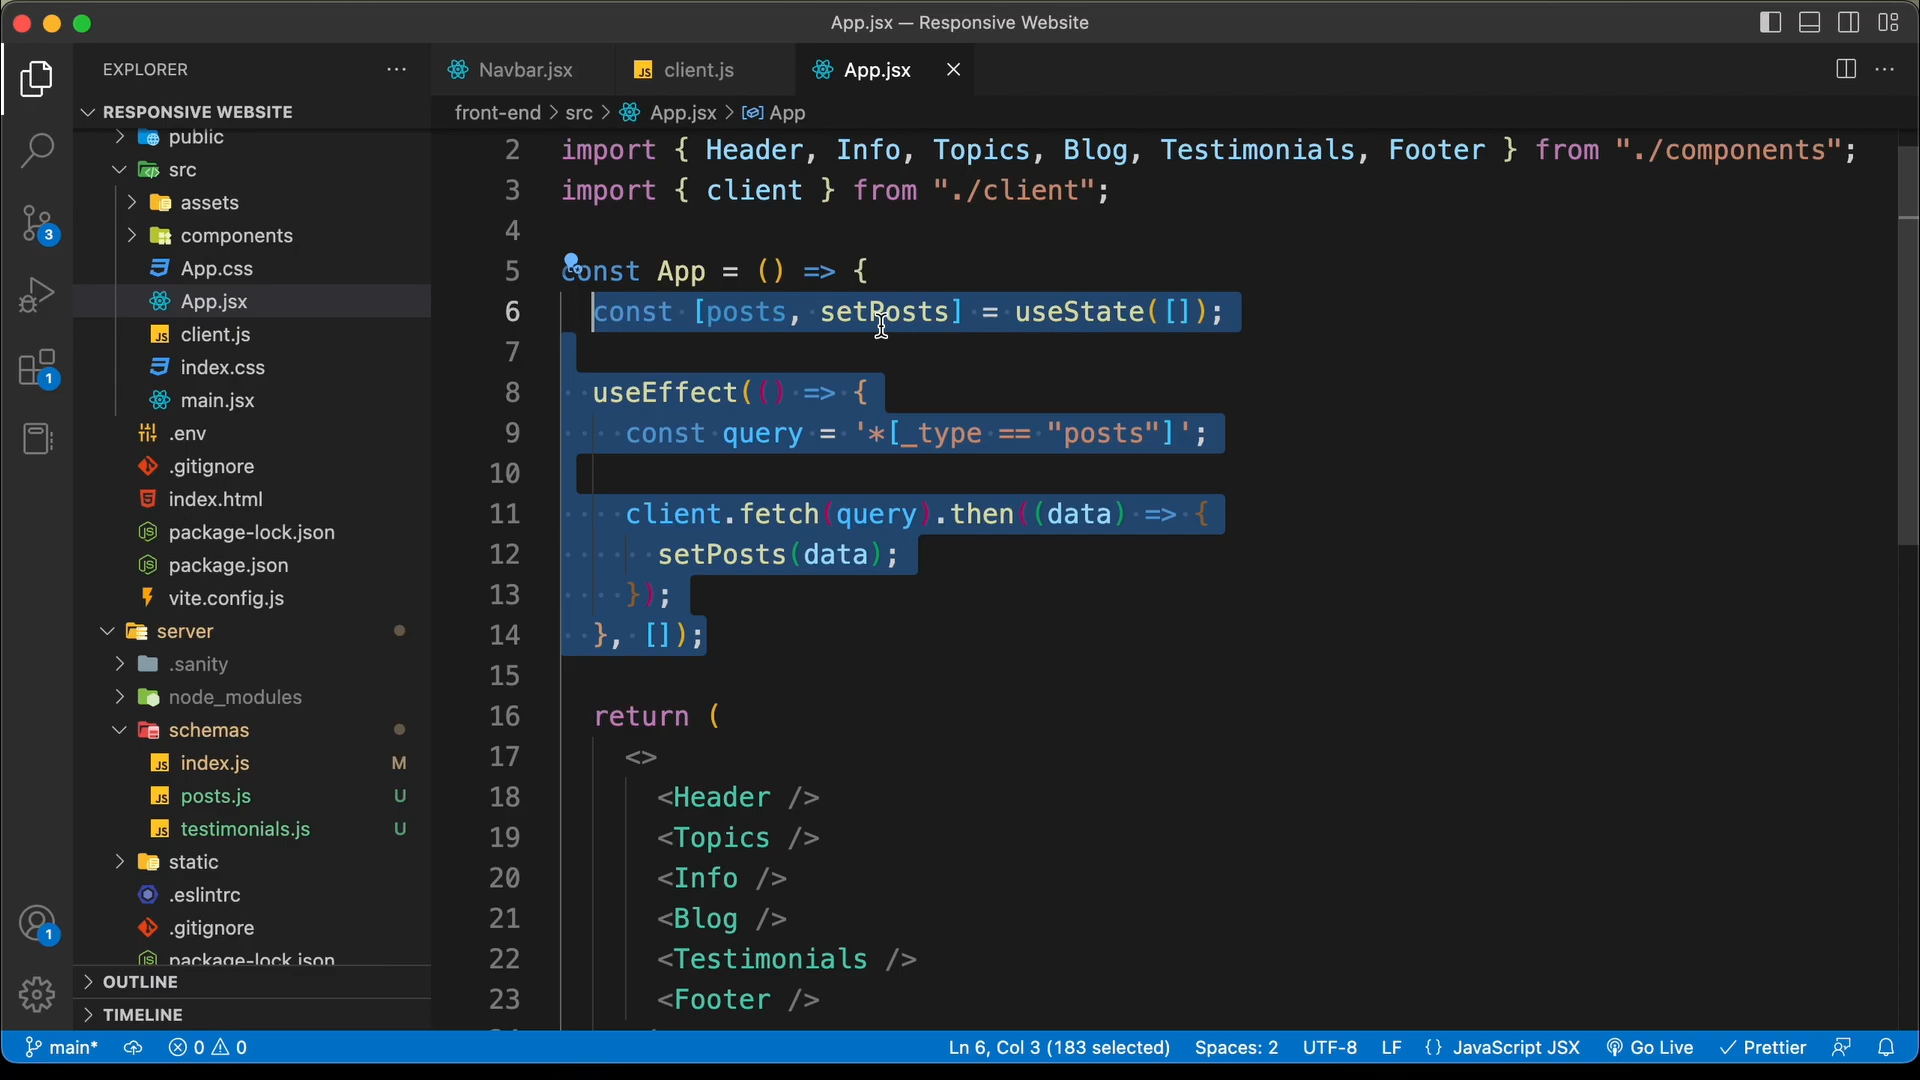 App.jsx — Responsive Website
EXPLORER
RESPONSIVE WEBSITE
public
src
assets
components
App.css
App.jsx
client.js
index.css
main.jsx
.env
.gitignore
index.html
package-lock.json
package.json
vite.config.js
server
.sanity
node_modules
schemas
index.js M
posts.js U
testimonials.js U
static
.eslintrc
.gitignore
package-lock.json
OUTLINE
TIMELINE
3
1
1
Navbar.jsx
JS client.js
App.jsx
front-end > src > App.jsx > App
2 import { Header, Info, Topics, Blog, Testimonials, Footer } from "./components";
3 import { client } from "./client";
4
5 const App = () => {
6 const [posts, setPosts] = useState([]);
7
8 useEffect(() => {
9 const query = '*[_type == "posts"]';
10
11 client.fetch(query).then((data) => {
12 setPosts(data);
13 });
14 }, []);
15
16 return (
17 <>
18 <Header />
19 <Topics />
20 <Info />
21 <Blog />
22 <Testimonials />
23 <Footer />
main* 0 0 Ln 6, Col 3 (183 selected) Spaces: 2 UTF-8 LF {} JavaScript JSX Go Live Prettier